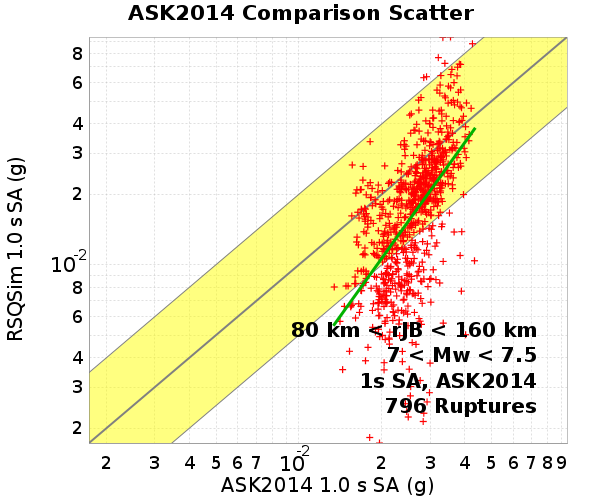 ASK2014 Comparison Scatter
8
6
4
3
2
10-2
8
6
4
3
2
RSQSim 1.0 s SA (g)
80 km < rJB < 160 km
7 < Mw < 7.5
1s SA, ASK2014
796 Ruptures
2 3 4 5 6 7 10-2 2 3 4 5 6 7 8 9
ASK2014 1.0 s SA (g)